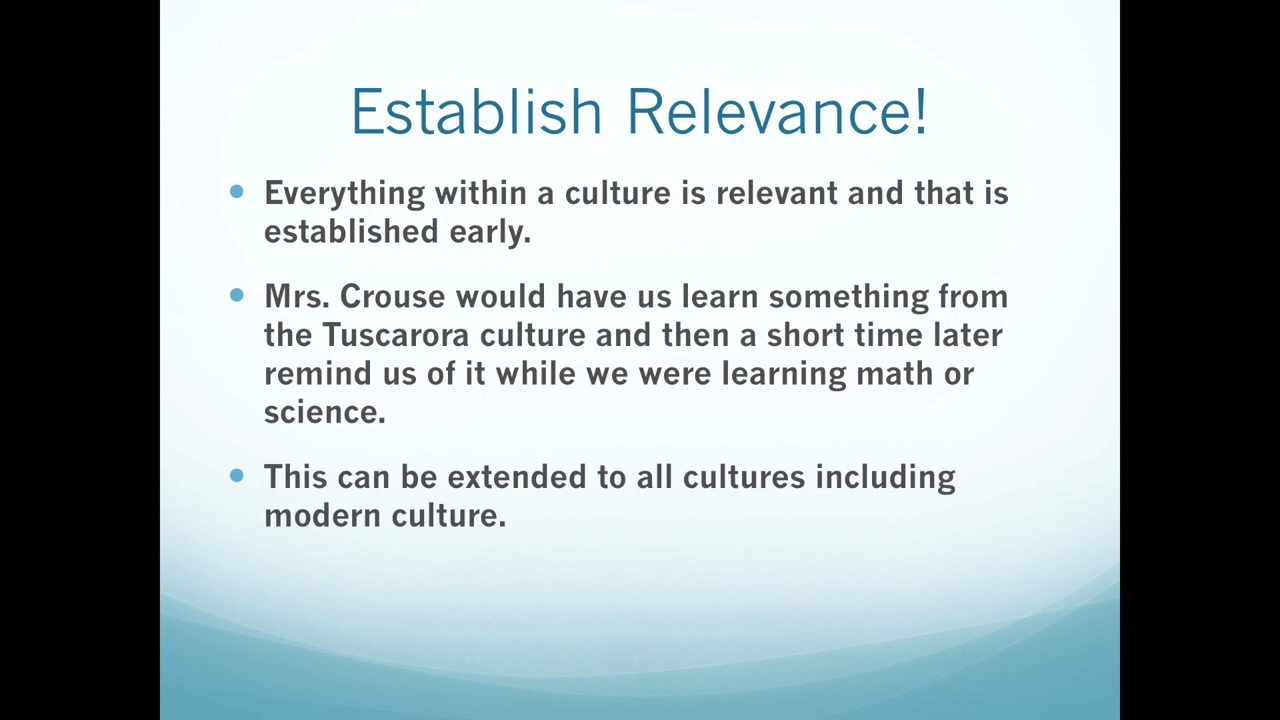 Establish Relevance!
Everything within a culture is relevant and that is
established early.
Mrs. Crouse would have us learn something from
the Tuscarora culture and then a short time later
remind us of it while we were learning math or
science.
This can be extended to all cultures including
modern culture.